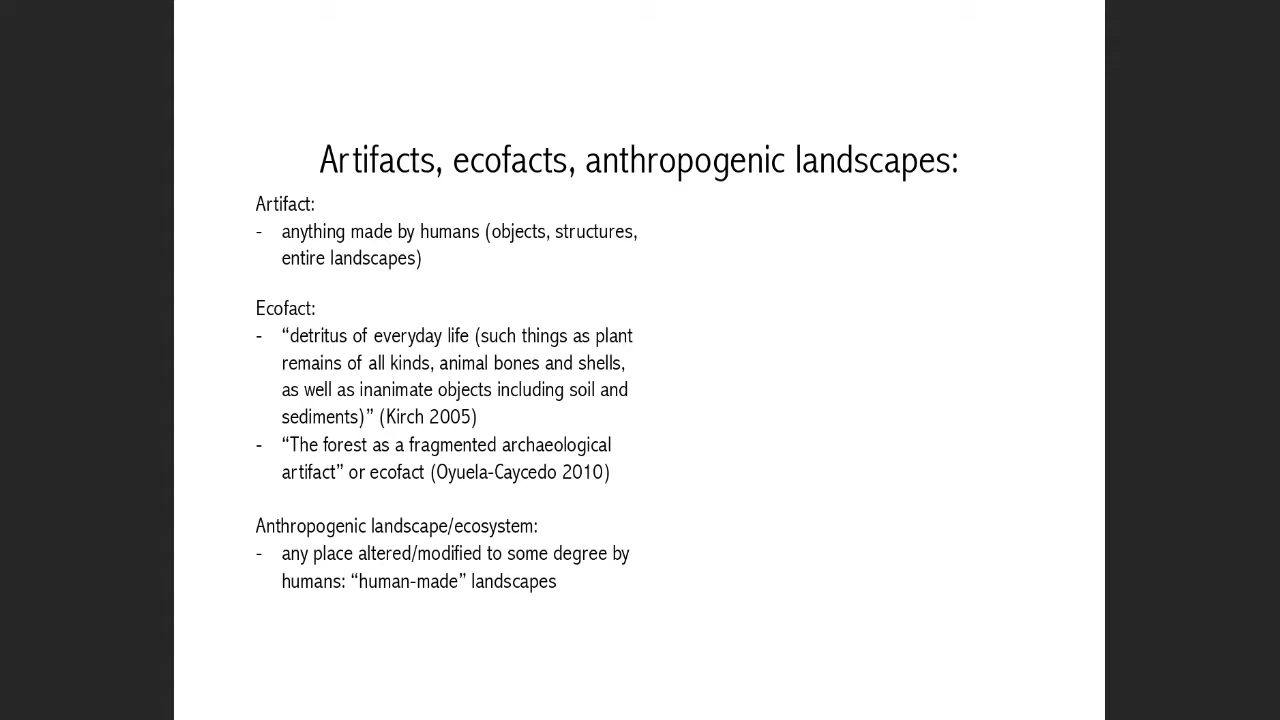 Artifacts, ecofacts, anthropogenic landscapes:
Artifact:
- anything made by humans (objects, structures,
entire landscapes)
Ecofact:
- “detritus of everyday life (such things as plant
remains of all kinds, animal bones and shells,
as well as inanimate objects including soil and
sediments)” (Kirch 2005)
- “The forest as a fragmented archaeological
artifact” or ecofact (Oyuela-Caycedo 2010)
Anthropogenic landscape/ecosystem:
- any place altered/modified to some degree by
humans: “human-made” landscapes